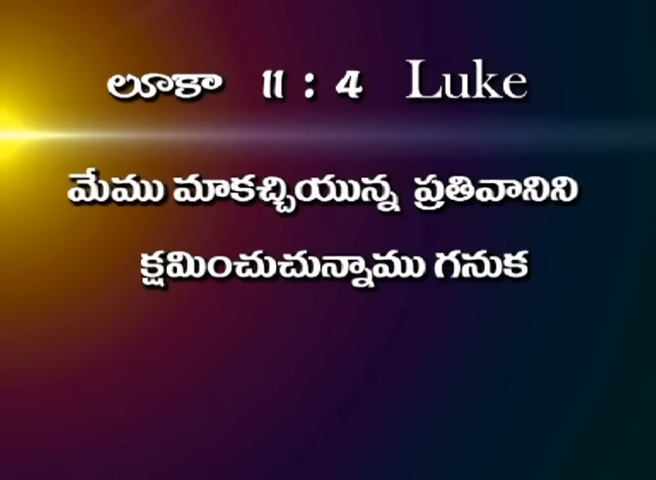 లూకా 11 : 4 Luke
మేము మాకచ్చియున్న ప్రతివానిని
క్షమించుచున్నాము గనుక